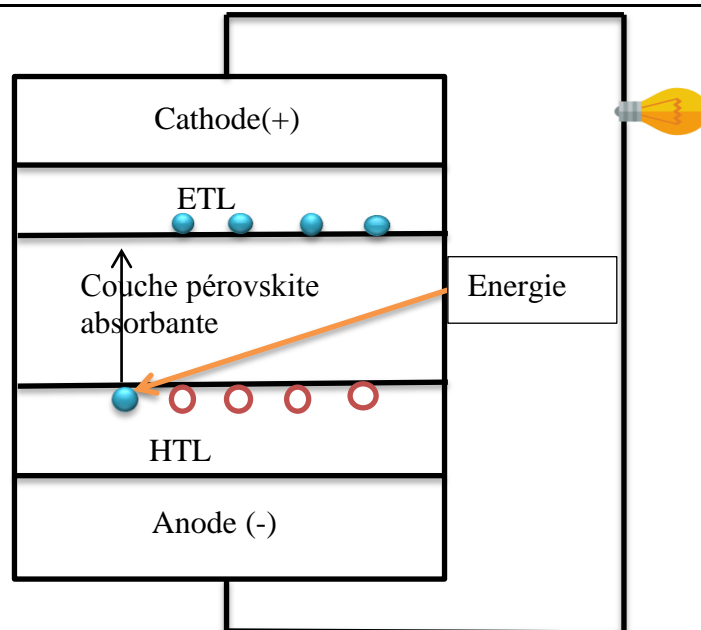 Cathode(+)
ETL
Couche pérovskite
absorbante
Energie
HTL
Anode (-)